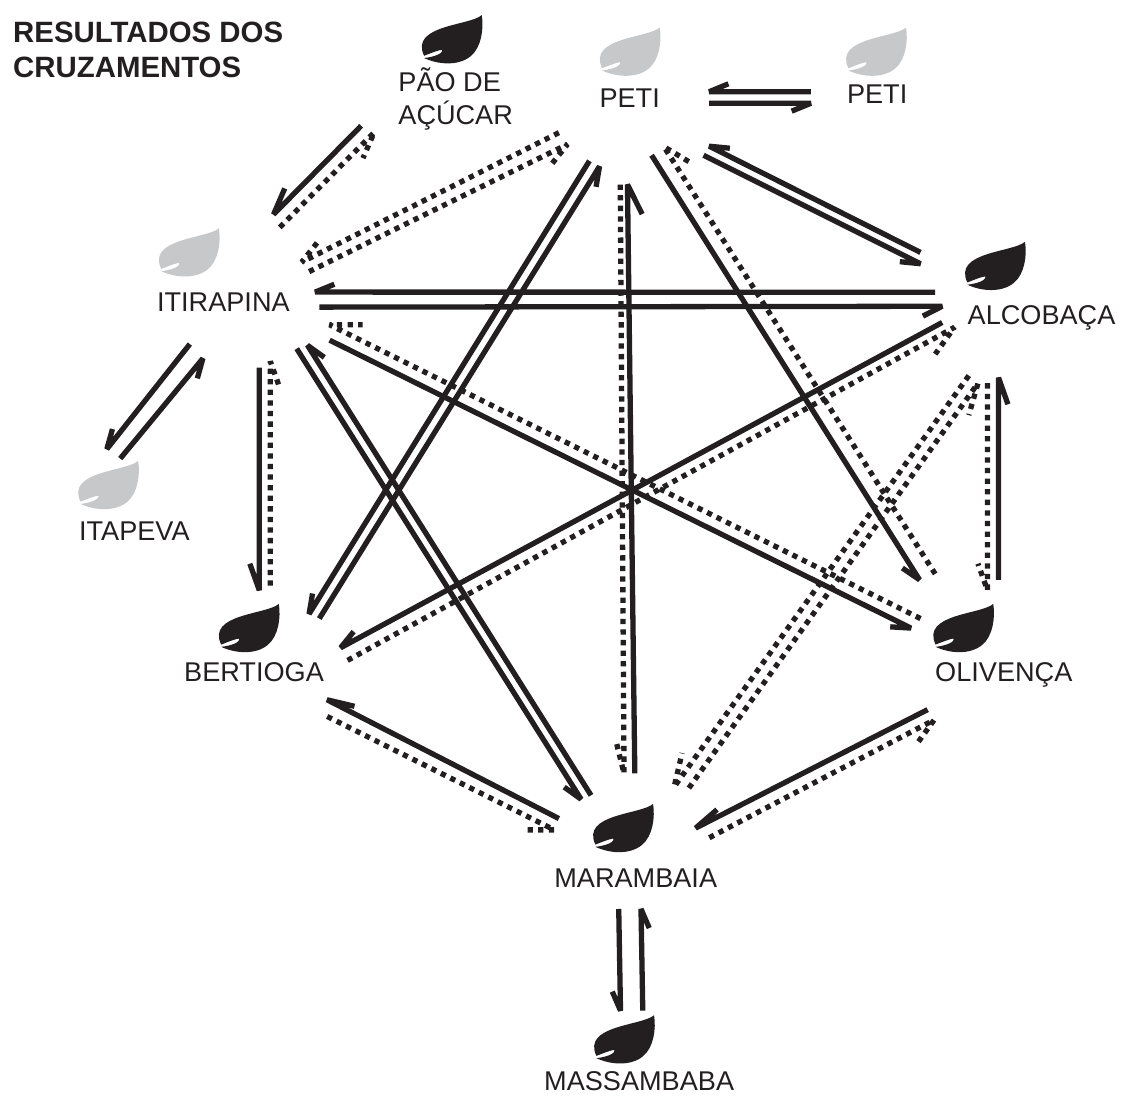 RESULTADOS DOS
CRUZAMENTOS
PÃO DE
AÇÚCAR
PETI
PETI
ITIRAPINA
ALCOBAÇA
ITAPEVA
BERTIOGA
OLIVENÇA
MARAMBAIA
MASSAMBABA